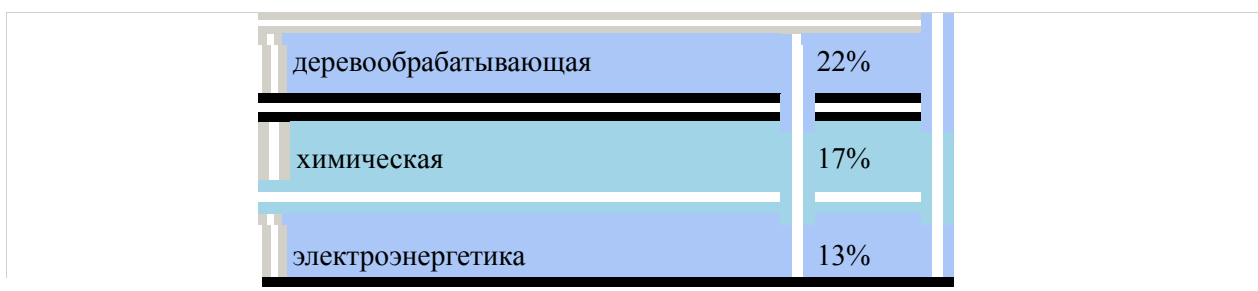 деревообрабатывающая 22%
химическая 17%
электроэнергетика 13%